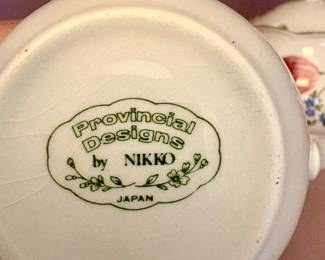 Provincial
Designs
by NIKKO
JAPAN